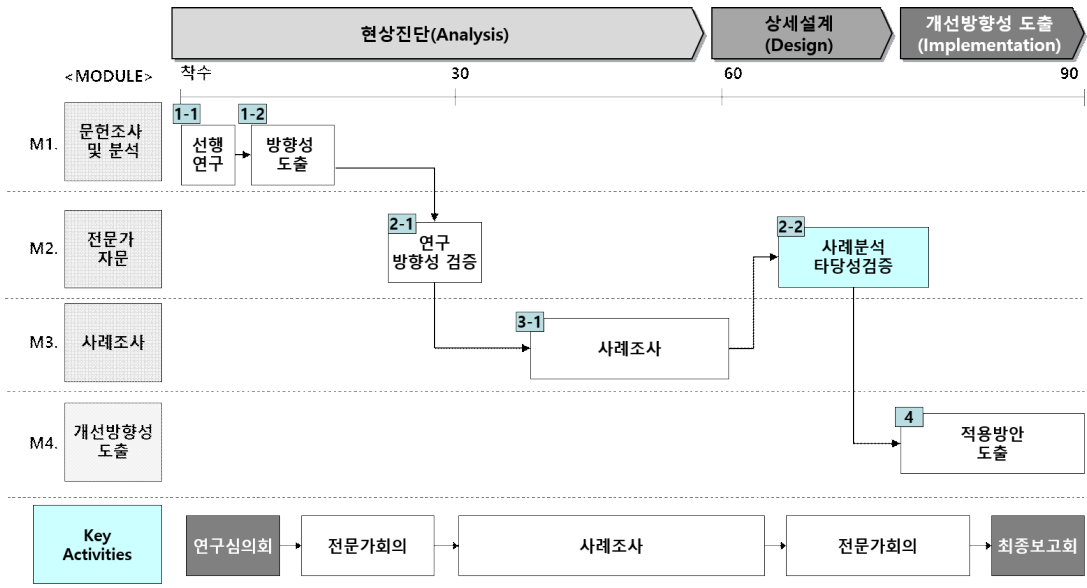 현상진단(Analysis)
상세설계
(Design)
개선방향성 도출
(Implementation)
<MODULE>
착수
30
60
90
M1.
문헌조사
및 분석
1-1
선행
연구
1-2
방향성
도출
M2.
전문가
자문
2-1
연구
방향성 검증
2-2
사례분석
타당성검증
M3.
사례조사
3-1
사례조사
M4.
개선방향성
도출
4
적용방안
도출
Key
Activities
연구심의회
전문가회의
사례조사
전문가회의
최종보고회